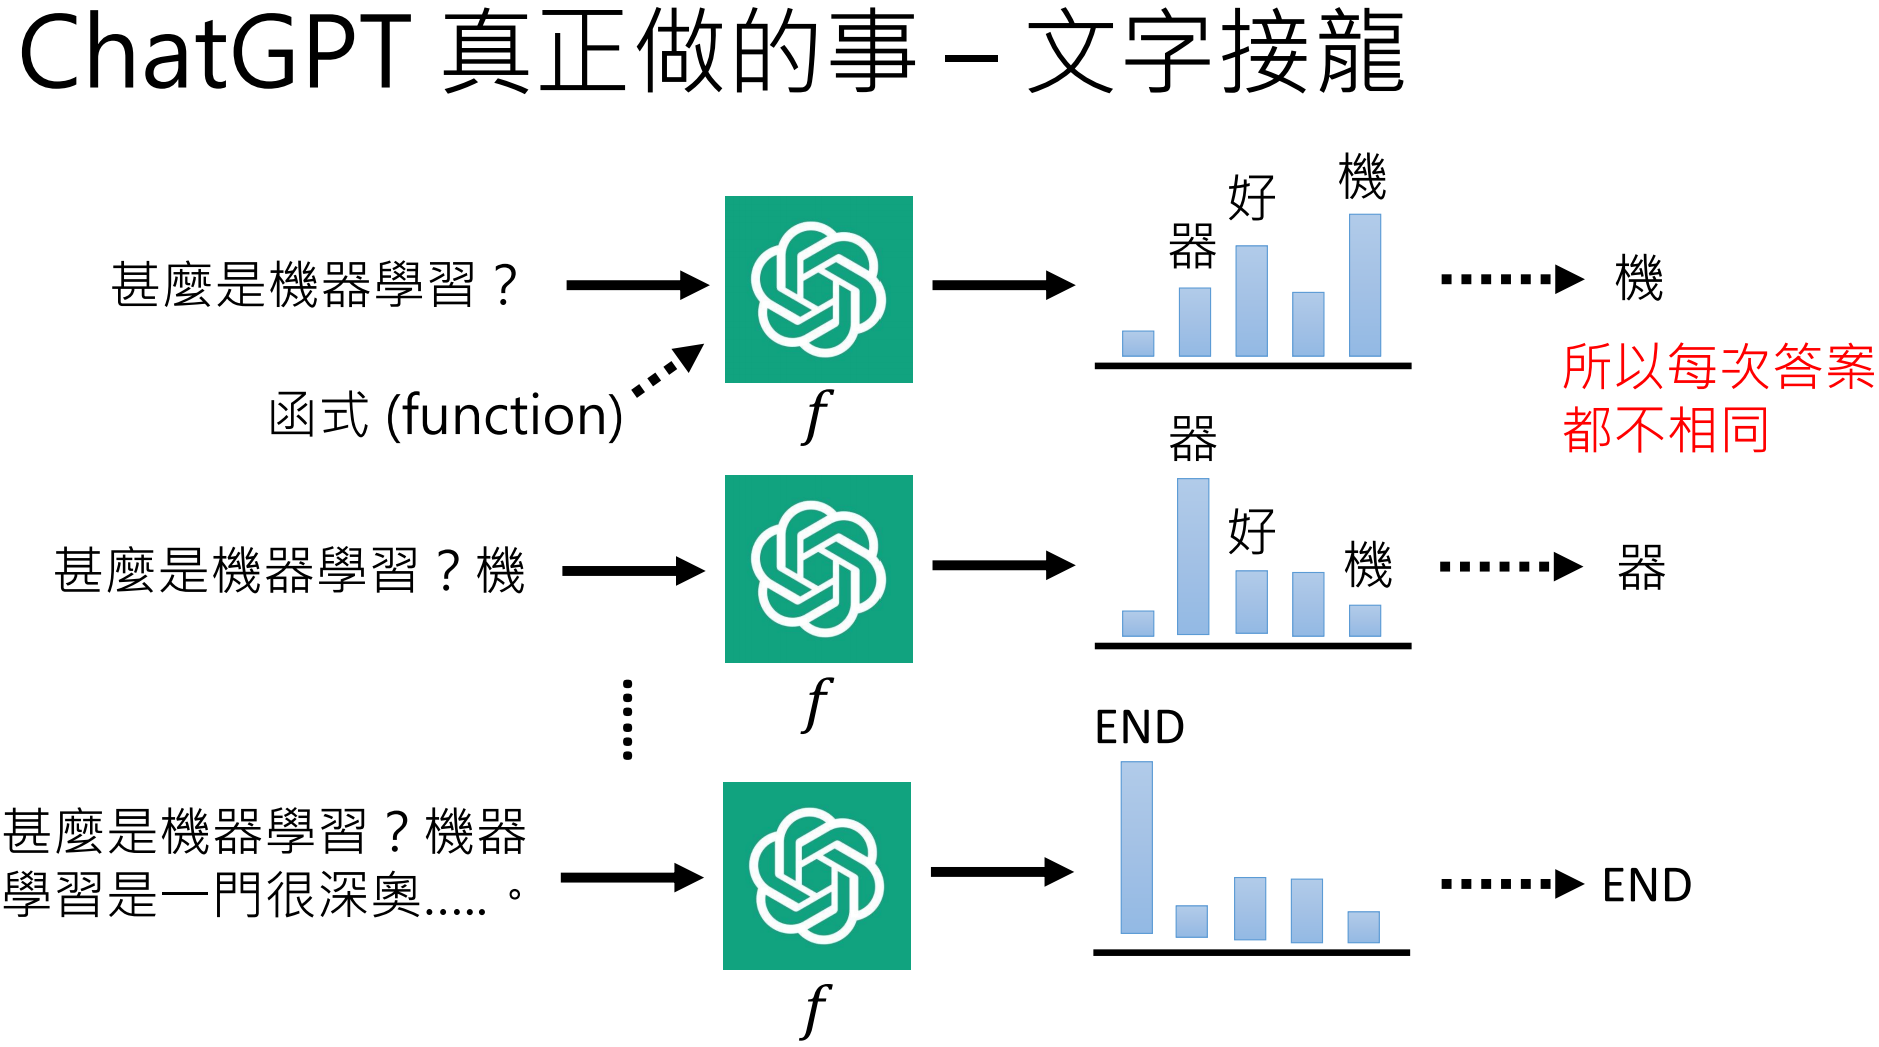 ChatGPT 真正做的事 – 文字接龍
甚麼是機器學習？
函式 (function)
f
器
好
機
機
所以每次答案
都不相同
甚麼是機器學習？機
f
器
好
機
器
甚麼是機器學習？機器
學習是一門很深奧.....。
f
END
END